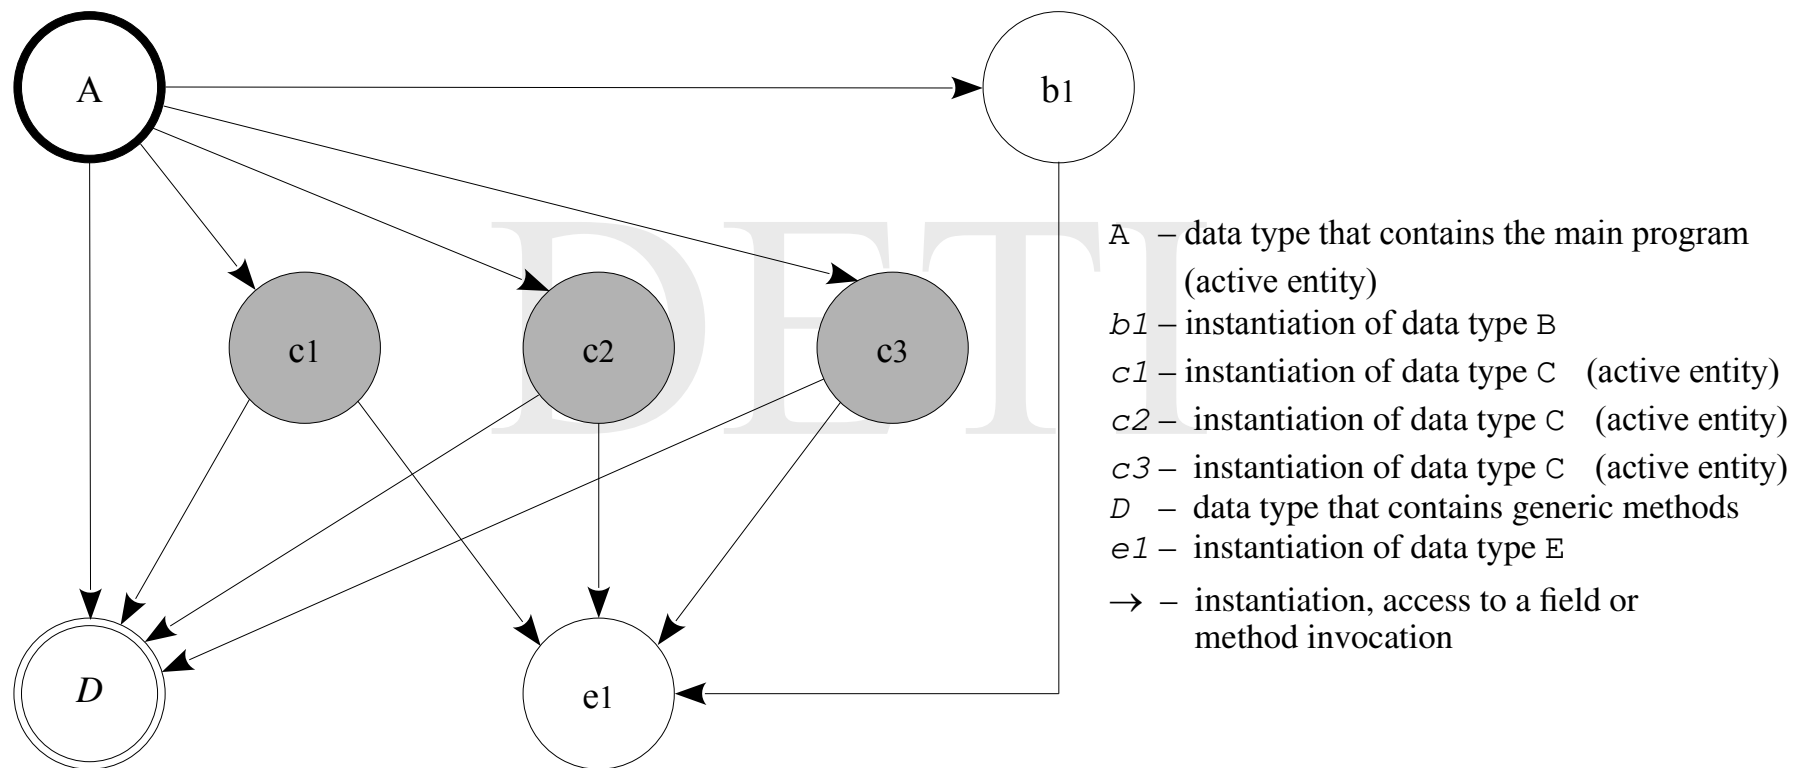 A
b1
c1
c2
c3
D
e1
DETI
A – data type that contains the main program
(active entity)
b1 – instantiation of data type B
c1 – instantiation of data type C (active entity)
c2 – instantiation of data type C (active entity)
c3 – instantiation of data type C (active entity)
D – data type that contains generic methods
e1 – instantiation of data type E
→ – instantiation, access to a field or
method invocation